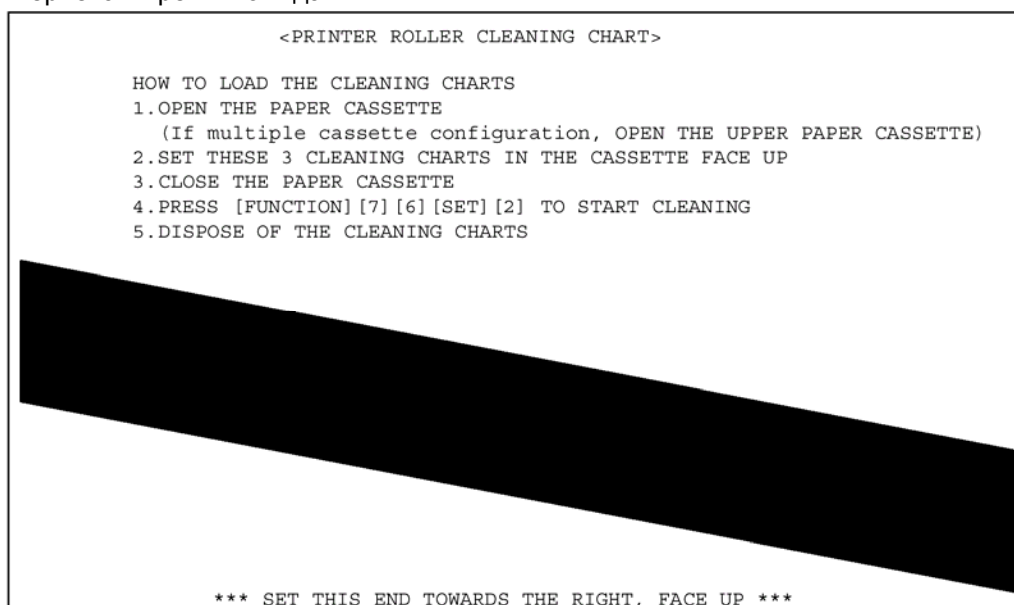 <PRINTER ROLLER CLEANING CHART>
HOW TO LOAD THE CLEANING CHARTS
1.OPEN THE PAPER CASSETTE
(If multiple cassette configuration, OPEN THE UPPER PAPER CASSETTE)
2.SET THESE 3 CLEANING CHARTS IN THE CASSETTE FACE UP
3.CLOSE THE PAPER CASSETTE
4.PRESS [FUNCTION][7][6][SET][2] TO START CLEANING
5.DISPOSE OF THE CLEANING CHARTS
*** SET THIS END TOWARDS THE RIGHT, FACE UP ***